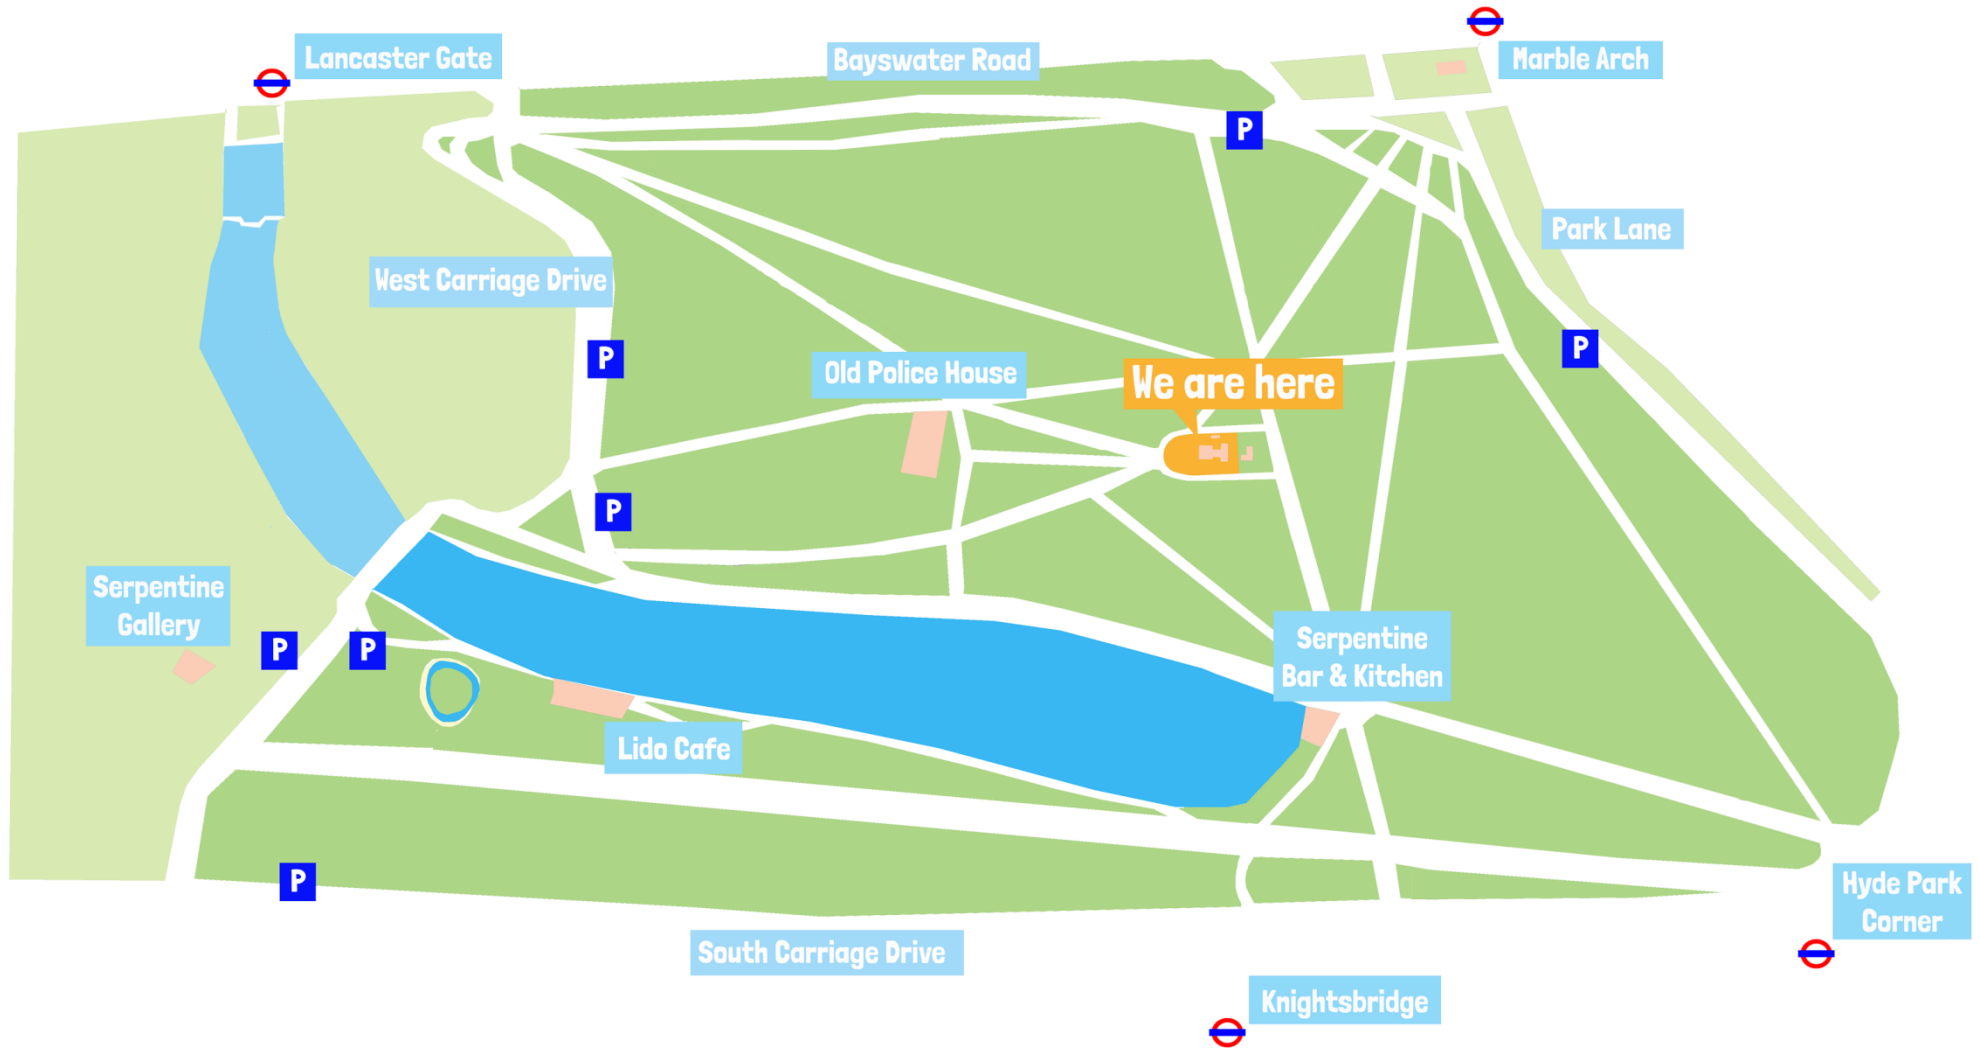 Lancaster Gate
Bayswater Road
Marble Arch
P
Park Lane
West Carriage Drive
P
P
Old Police House
We are here
P
Serpentine
Gallery
P
P
Serpentine
Bar & Kitchen
Lido Cafe
P
Hyde Park
Corner
South Carriage Drive
Knightsbridge